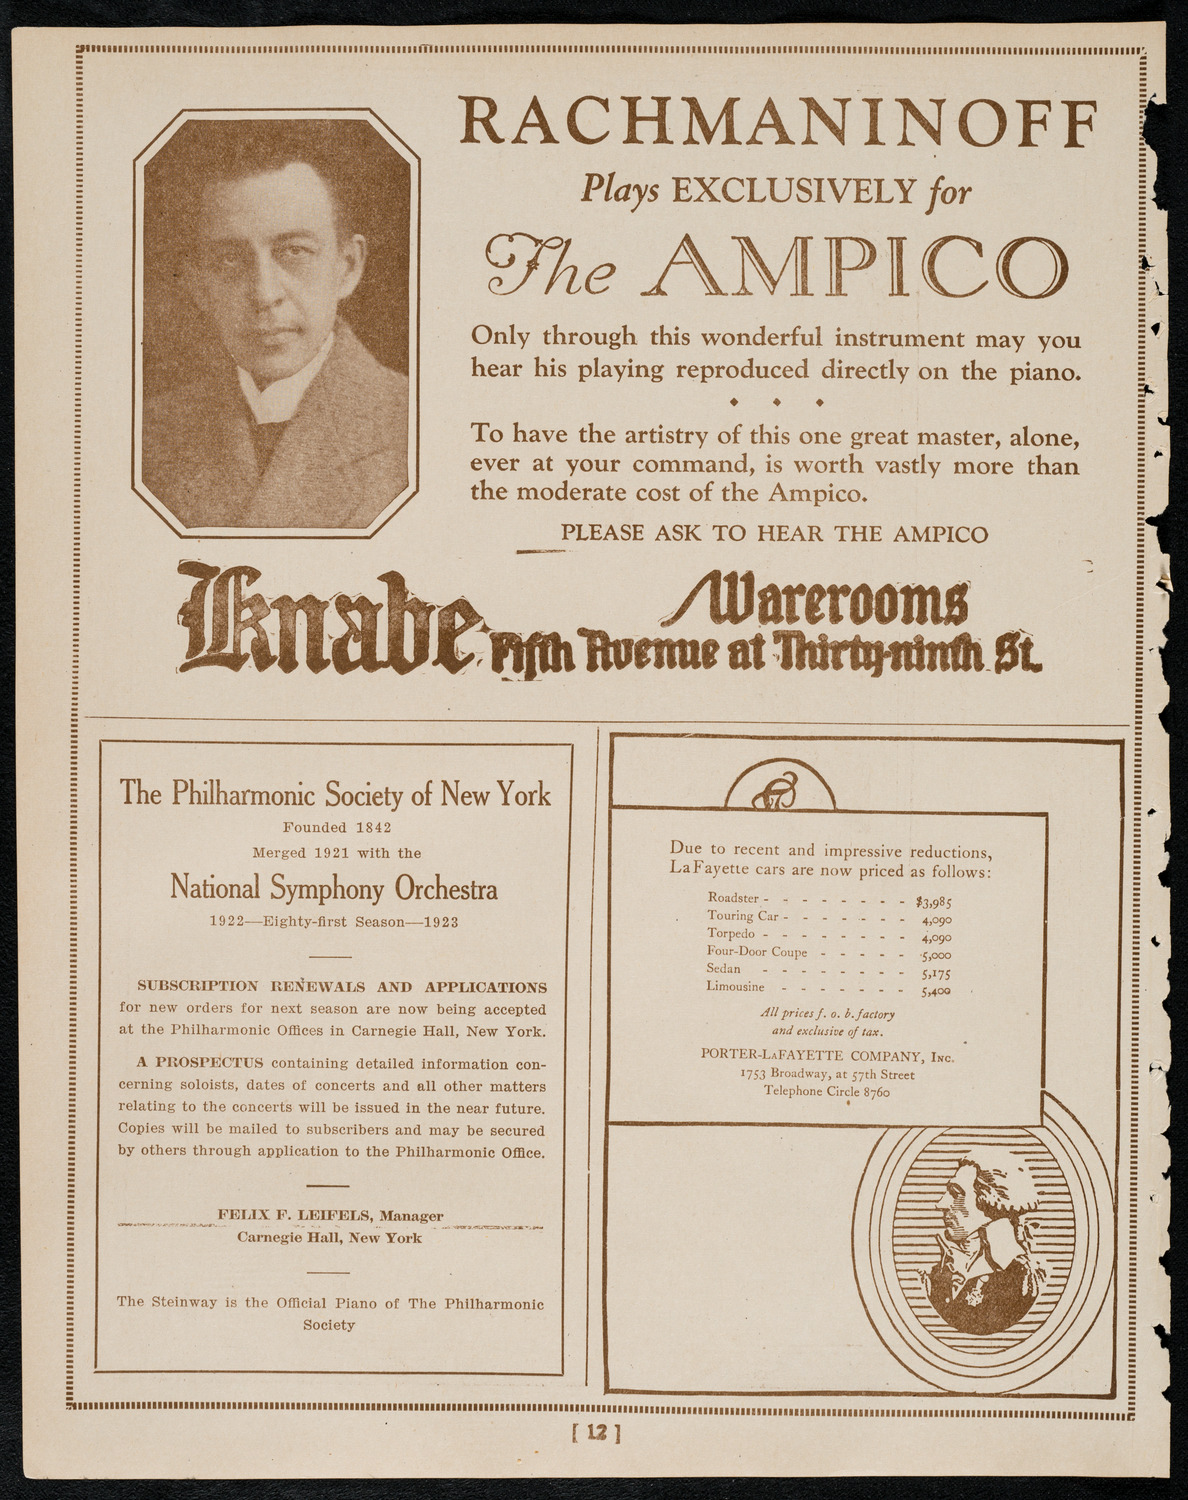 RACHMANINOFF
Plays EXCLUSIVELY for
The AMPICO
Only through this wonderful instrument may you
hear his playing reproduced directly on the piano.
To have the artistry of this one great master, alone,
ever at your command, is worth vastly more than
the moderate cost of the Ampico.
PLEASE ASK TO HEAR THE AMPICO
Knabe Warerooms
Fifth Avenue at Thirty-ninth St.
The Philharmonic Society of New York
Founded 1842
Merged 1921 with the
National Symphony Orchestra
1922—Eighty-first Season—1923
SUBSCRIPTION RENEWALS AND APPLICATIONS
for new orders for next season are now being accepted
at the Philharmonic Offices in Carnegie Hall, New York.
A PROSPECTUS containing detailed information con-
cerning soloists, dates of concerts and all other matters
relating to the concerts will be issued in the near future.
Copies will be mailed to subscribers and may be secured
by others through application to the Philharmonic Office.
FELIX F. LEIFELS, Manager
Carnegie Hall, New York
The Steinway is the Official Piano of The Philharmonic
Society
Due to recent and impressive reductions,
LaFayette cars are now priced as follows:
Roadster - - - - - - - - $3,985
Touring Car - - - - - - - 4,090
Torpedo - - - - - - - - 4,090
Four-Door Coupe - - - - - 5,000
Sedan - - - - - - - - 5,175
Limousine - - - - - - - 5,400
All prices f. o. b. factory
and exclusive of tax.
PORTER-LAFAYETTE COMPANY, INC.
1753 Broadway, at 57th Street
Telephone Circle 8760
[ 12 ]